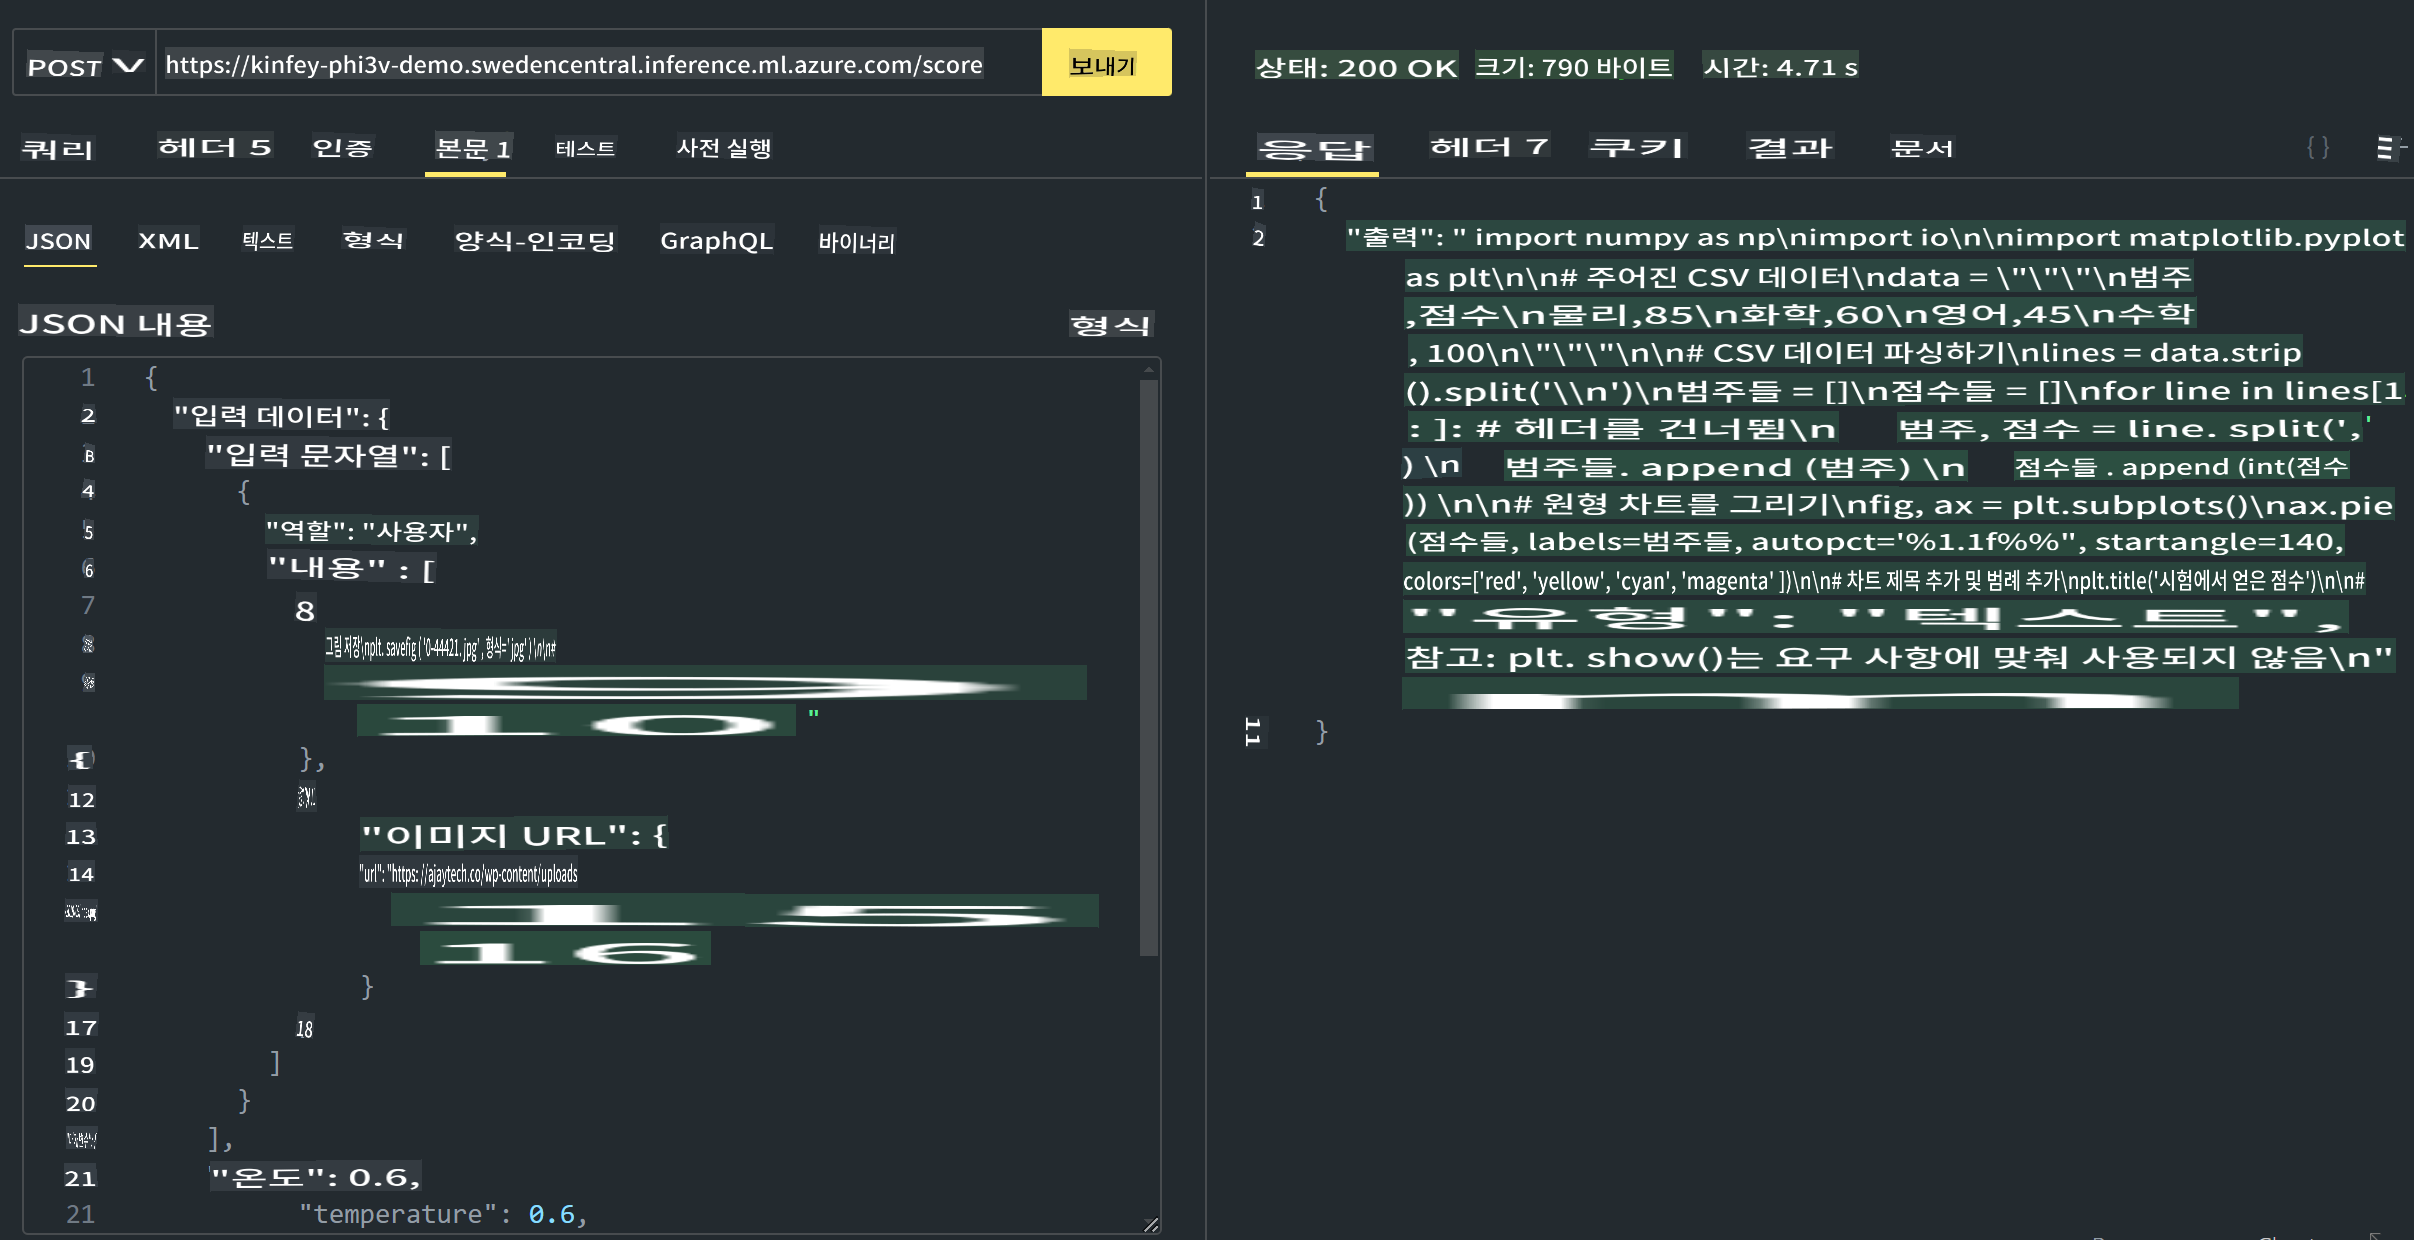 POST https://kinfey-phi3v-demo.swedencentral.inference.ml.azure.com/score 보내기
쿼리 헤더 5 인증 본문 1 테스트 사전 실행
JSON XML 텍스트 형식 양식-인코딩 GraphQL 바이너리
JSON 내용 형식
1 {
2 "입력 데이터": {
B "입력 문자열": [
4 {
5 "역할": "사용자",
6 "내용" : [
7 8
그림 저장\nplt. savefig ( '0-44421. jpg' , 형식='jpg' ) \n\n#
10 "
},
12
13 "이미지 URL": {
14 "url": "https: //ajaytech.co/wp-content/uploads
15
16
}
17 18
19 ]
20 }
],
21 "온도": 0.6,
21 "temperature": 0.6,
상태: 200 OK 크기: 790 바이트 시간: 4.71 s
응답 헤더 7 쿠키 결과 문서 {}
1 {
2 "출력": " import numpy as np\nimport io\n\nimport matplotlib.pyplot
as plt\n\n# 주어진 CSV 데이터\ndata = \"\"\"\n범주
,점수\n물리,85\n화학,60\n영어,45\n수학
, 100\n\"\"\"\n\n# CSV 데이터 파싱하기\nlines = data.strip
().split('\\n')\n범주들 = []\n점수들 = []\nfor line in lines[1
: ]: # 헤더를 건너뜀\n 범주, 점수 = line. split(','
) \n 범주들. append (범주) \n 점수들 . append (int(점수
)) \n\n# 원형 차트를 그리기\nfig, ax = plt.subplots()\nax.pie
(점수들, labels=범주들, autopct='%1.1f%%", startangle=140,
colors=['red', 'yellow', 'cyan', 'magenta' ])\n\n# 차트 제목 추가 및 범례 추가\nplt.title('시험에서 얻은 점수')\n\n#
"유형": "텍스트",
참고: plt. show()는 요구 사항에 맞춰 사용되지 않음\n"
11 }